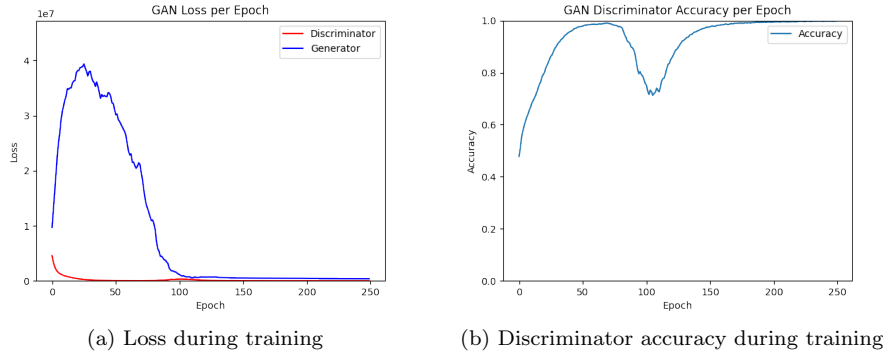 GAN Loss per Epoch
1e7
Discriminator
Generator
4
3
2
1
0
Loss
0 50 100 150 200 250
Epoch
(a) Loss during training
GAN Discriminator Accuracy per Epoch
Accuracy
1.0
0.8
0.6
0.4
0.2
0.0
Accuracy
0 50 100 150 200 250
Epoch
(b) Discriminator accuracy during training